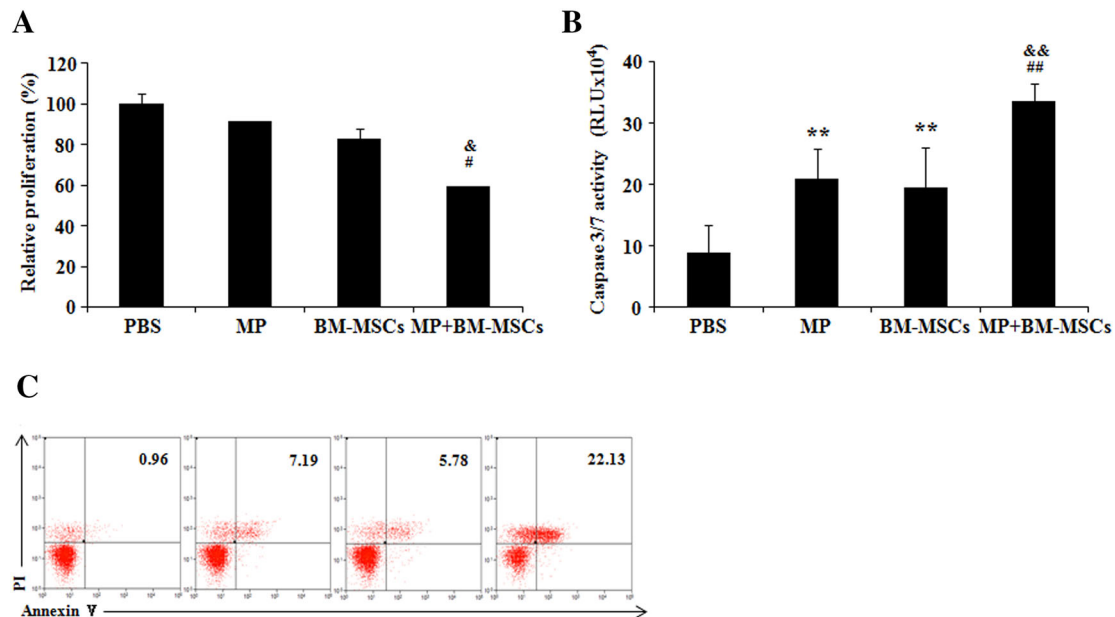 A
Relative proliferation (%)
120
100
80
60
40
20
0
&
#
PBS MP BM-MSCs MP+BM-MSCs
B
Caspase 3/7 activity (RLUx10⁴)
40
30
20
10
0
**
**
&&
##
PBS MP BM-MSCs MP+BM-MSCs
C
PI
0.96
7.19
5.78
22.13
Annexin V